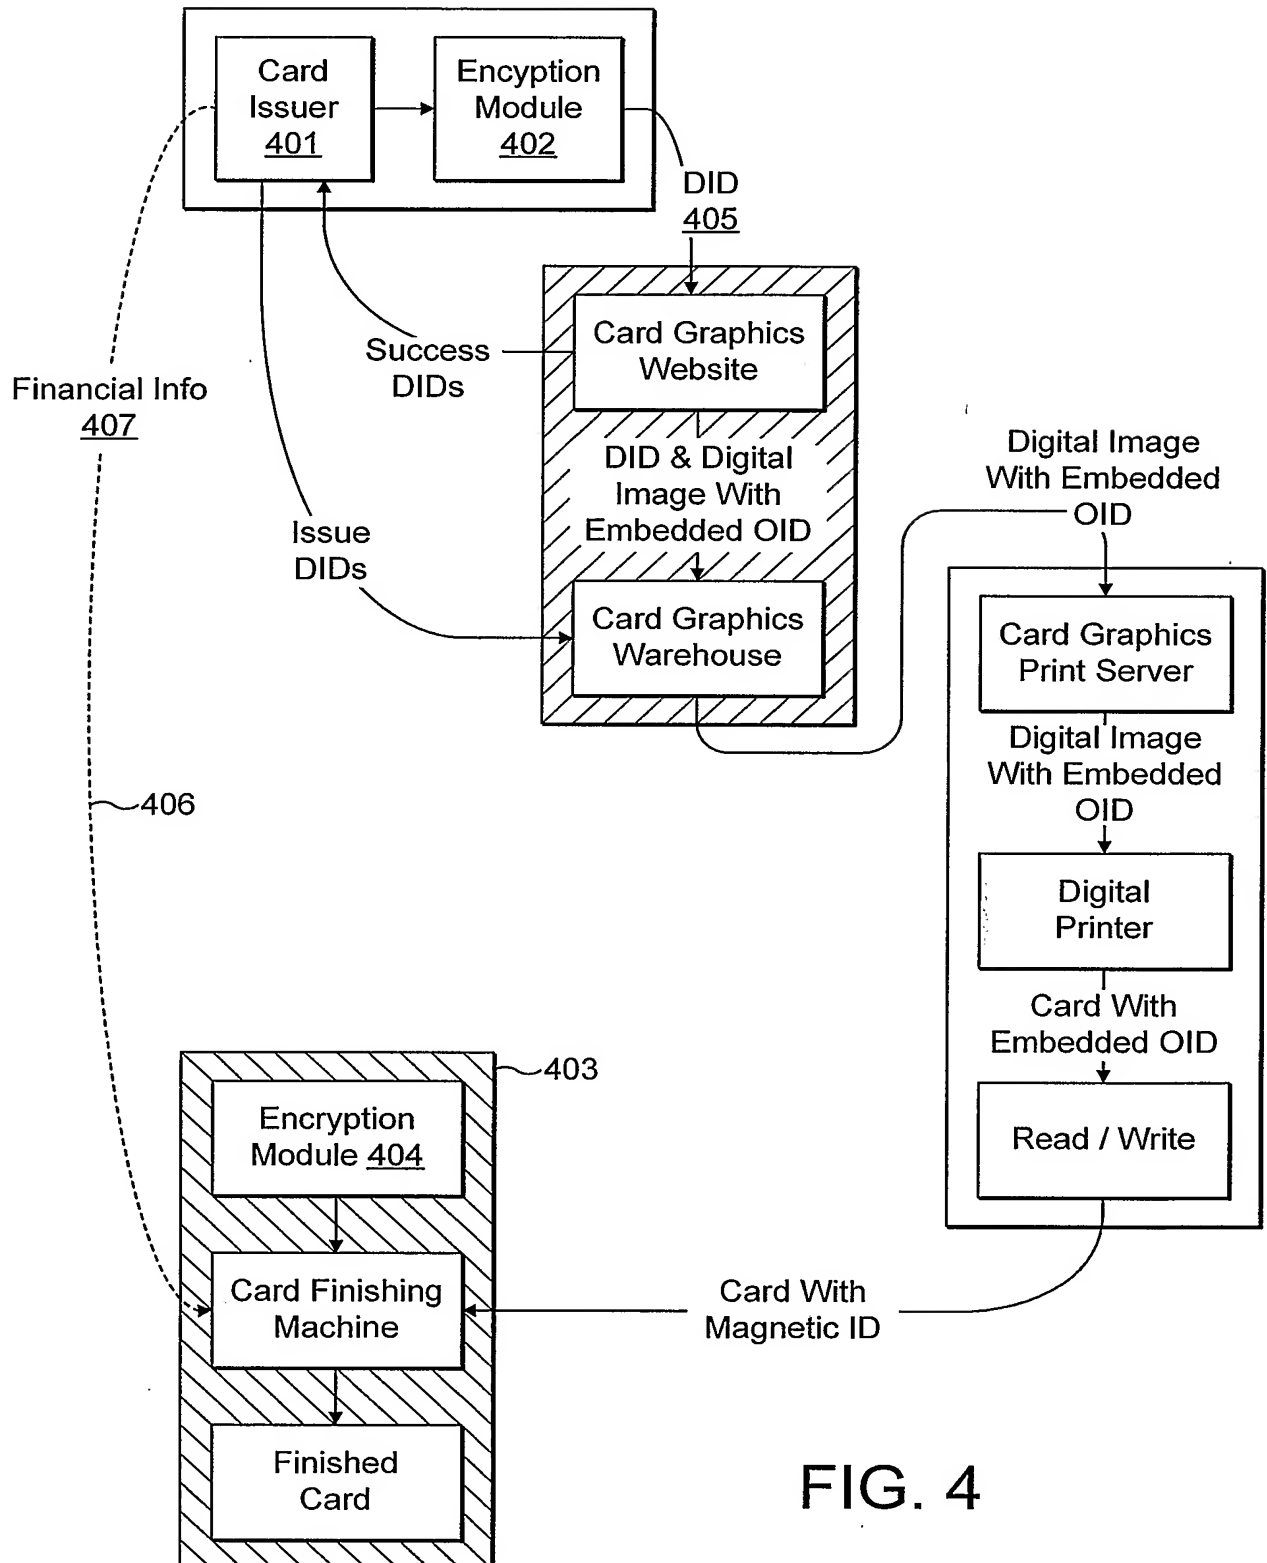 Card
Issuer
401
Encyption
Module
402
DID
405
Card Graphics
Website
Success
DIDs
Financial Info
407
DID & Digital
Image With
Embedded OID
Digital Image
With Embedded
OID
Issue
DIDs
Card Graphics
Warehouse
Card Graphics
Print Server
Digital Image
With Embedded
OID
406
Digital
Printer
Card With
Embedded OID
403
Encryption
Module 404
Read / Write
Card Finishing
Machine
Card With
Magnetic ID
Finished
Card
FIG. 4